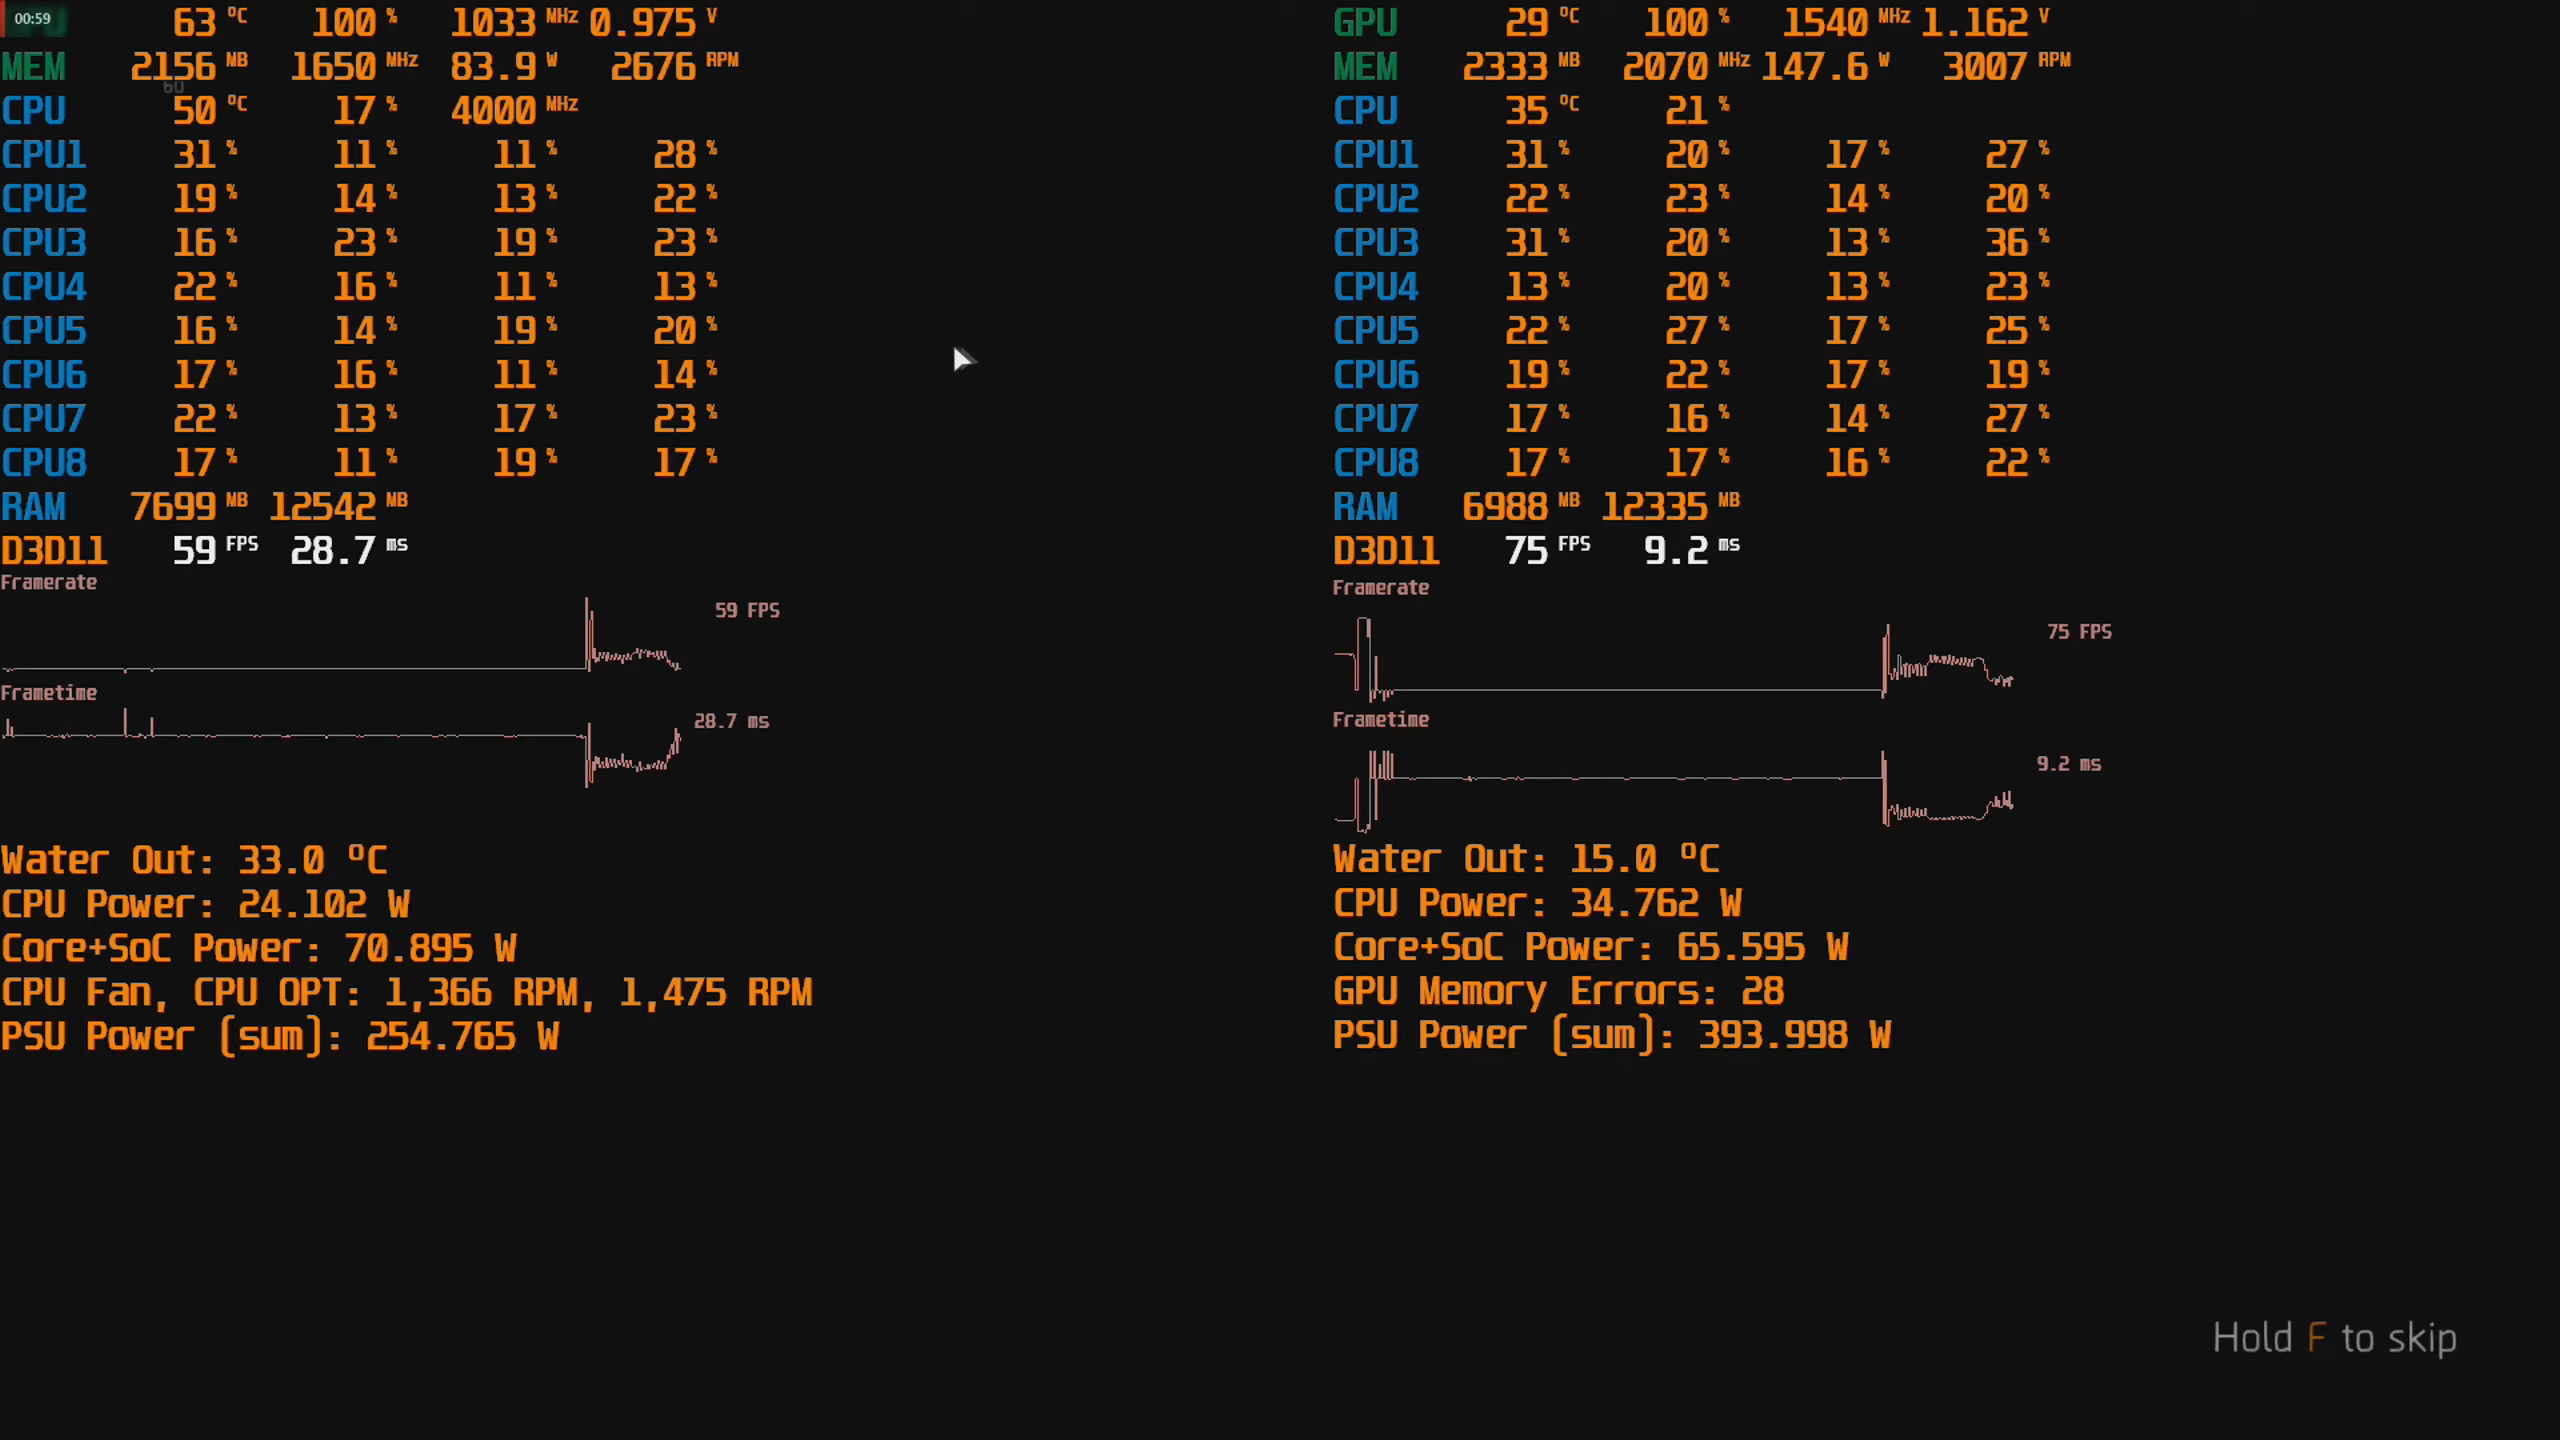 00:59
GPU 63 °C 100 % 1033 MHz 0.975 V
MEM 2156 MB 1650 MHz 83.9 W 2676 RPM
60
CPU 50 °C 17 % 4000 MHz
CPU1 31 % 11 % 11 % 28 %
CPU2 19 % 14 % 13 % 22 %
CPU3 16 % 23 % 19 % 23 %
CPU4 22 % 16 % 11 % 13 %
CPU5 16 % 14 % 19 % 20 %
CPU6 17 % 16 % 11 % 14 %
CPU7 22 % 13 % 17 % 23 %
CPU8 17 % 11 % 19 % 17 %
RAM 7699 MB 12542 MB
D3D11 59 FPS 28.7 ms
Framerate
59 FPS
Frametime
28.7 ms
Water Out: 33.0 °C
CPU Power: 24.102 W
Core+SoC Power: 70.895 W
CPU Fan, CPU OPT: 1,366 RPM, 1,475 RPM
PSU Power (sum): 254.765 W
GPU 29 °C 100 % 1540 MHz 1.162 V
MEM 2333 MB 2070 MHz 147.6 W 3007 RPM
CPU 35 °C 21 %
CPU1 31 % 20 % 17 % 27 %
CPU2 22 % 23 % 14 % 20 %
CPU3 31 % 20 % 13 % 36 %
CPU4 13 % 20 % 13 % 23 %
CPU5 22 % 27 % 17 % 25 %
CPU6 19 % 22 % 17 % 19 %
CPU7 17 % 16 % 14 % 27 %
CPU8 17 % 17 % 16 % 22 %
RAM 6988 MB 12335 MB
D3D11 75 FPS 9.2 ms
Framerate
75 FPS
Frametime
9.2 ms
Water Out: 15.0 °C
CPU Power: 34.762 W
Core+SoC Power: 65.595 W
GPU Memory Errors: 28
PSU Power (sum): 393.998 W
Hold F to skip